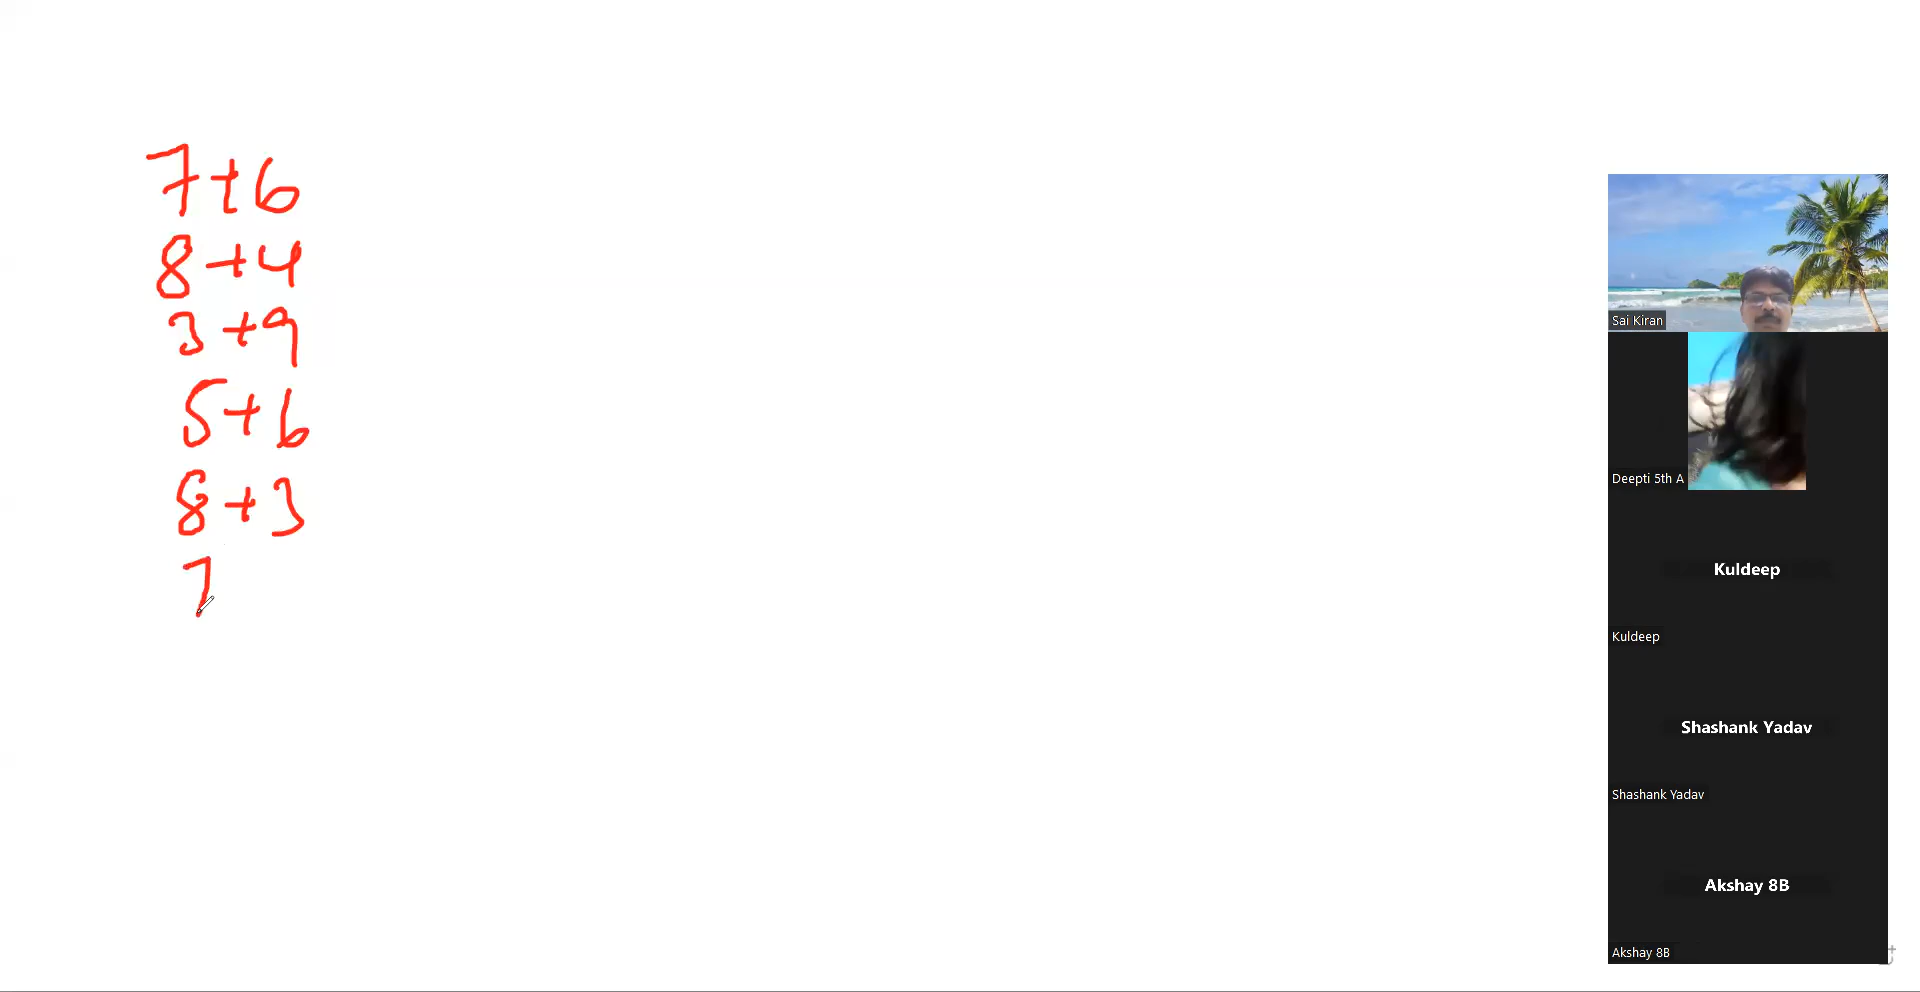 7+6
8+4
3+9
5+6
8+3
7
Sai Kiran
Deepti 5th A
Kuldeep
Kuldeep
Shashank Yadav
Shashank Yadav
Akshay 8B
Akshay 8B